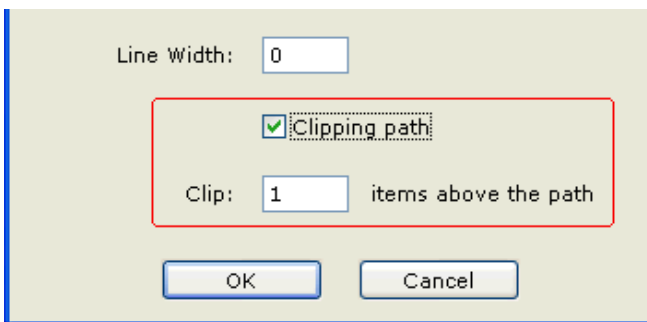 Line Width: 0
Clipping path
Clip: 1 items above the path
OK Cancel